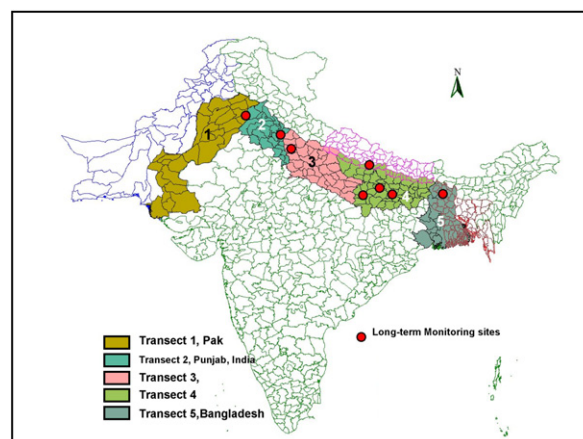 N
1
2
3
5
Transect 1, Pak
Transect 2, Punjab, India
Transect 3,
Transect 4
Transect 5,Bangladesh
Long-term Monitoring sites